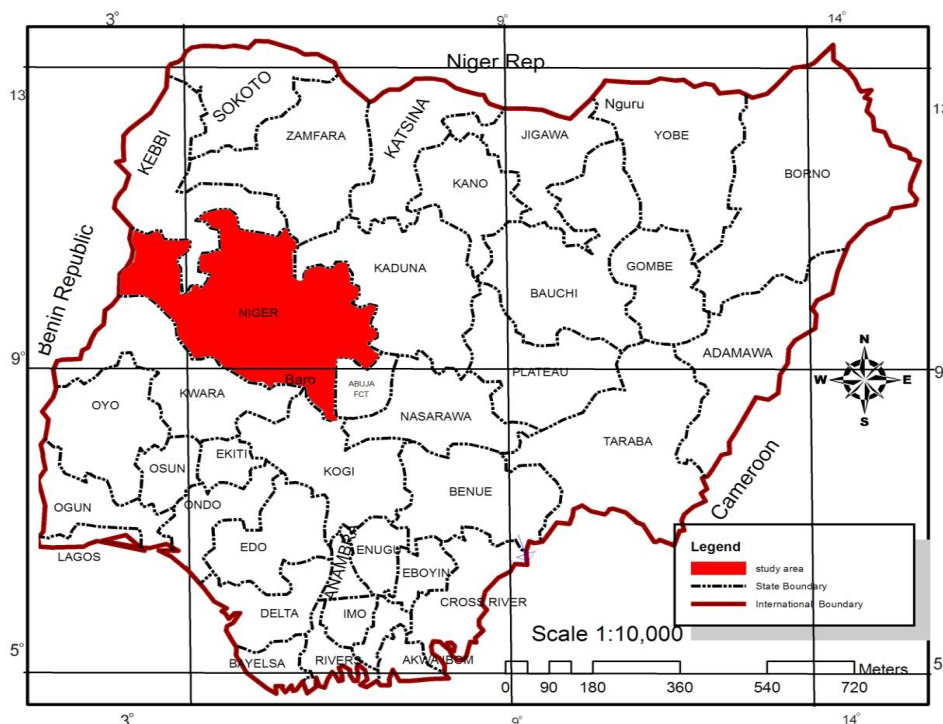 3°
9°
14°
Niger Rep
13
13
SOKOTO
KATSINA
Nguru
ZAMFARA
JIGAWA
YOBE
KEBBI
KANO
BORNO
Benin Republic
KADUNA
GOMBE
BAUCHI
NIGER
N
W
E
S
ADAMAWA
9°
9
PLATEAU
Baro
ABUJA
FCT
KWARA
OYO
NASARAWA
TARABA
EKITI
OSUN
KOGI
BENUE
Cameroon
OGUN
ONDO
EDO
ANAMBRA
ENUGU
LAGOS
EBOYIN
Legend
study area
State Boundary
International Boundary
CROSS RIVER
DELTA
IMO
Scale 1:10,000
5°
5
BAYELSA
RIVERS
AKWA IBOM
Meters
0 90 180 360 540 720
3°
9°
14°